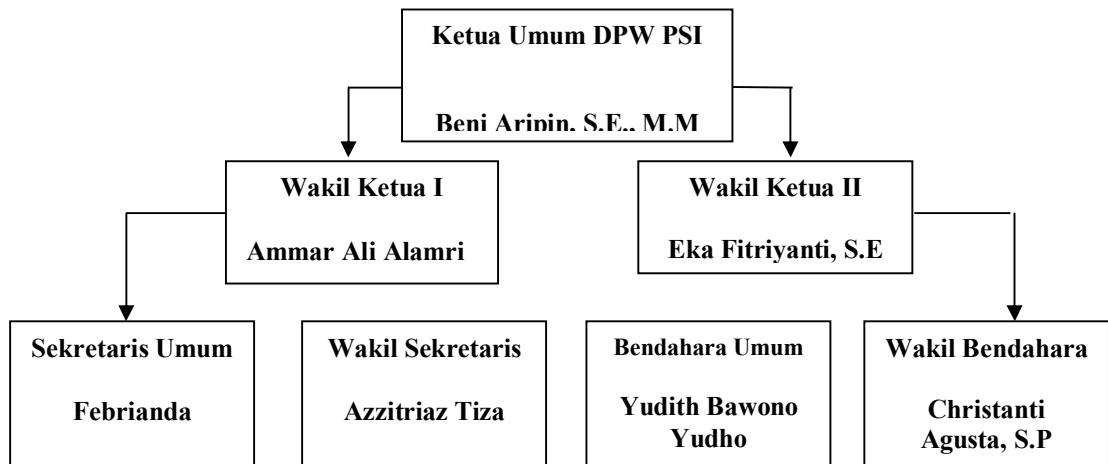 Ketua Umum DPW PSI
Beni Aripin, S.E., M.M
Wakil Ketua I
Ammar Ali Alamri
Wakil Ketua II
Eka Fitriyanti, S.E
Sekretaris Umum
Febrianda
Wakil Sekretaris
Azzitriaz Tiza
Bendahara Umum
Yudith Bawono
Yudho
Wakil Bendahara
Christanti
Agusta, S.P